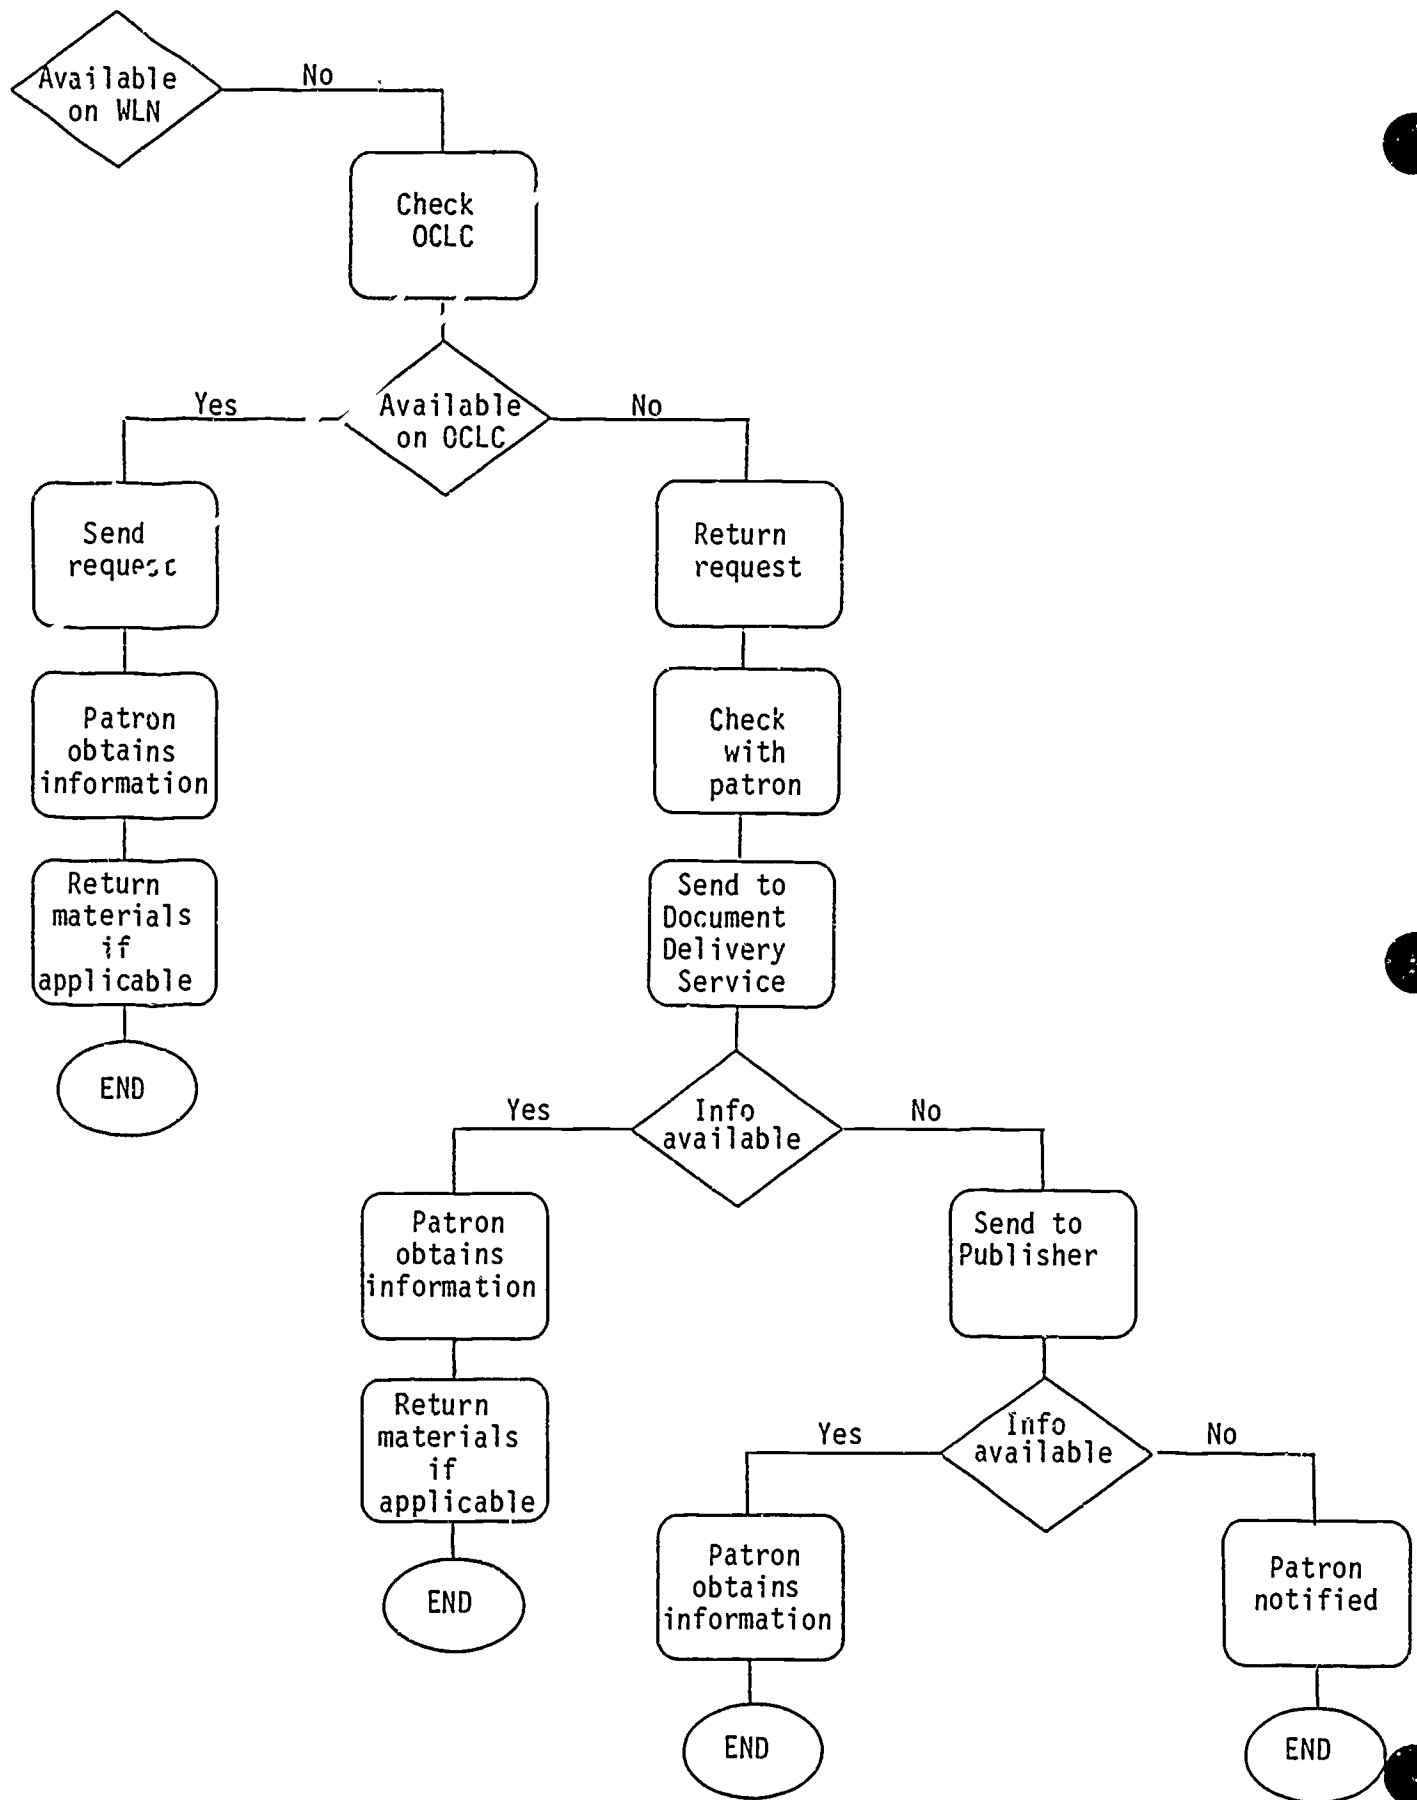 Available
on WLN
No
Check
OCLC
Yes
Available
on OCLC
No
Send
request
Return
request
Patron
obtains
information
Check
with
patron
Return
materials
if
applicable
Send to
Document
Delivery
Service
END
Yes
Info
available
No
Patron
obtains
information
Send to
Publisher
Return
materials
if
applicable
Yes
Info
available
No
END
Patron
obtains
information
Patron
notified
END
END